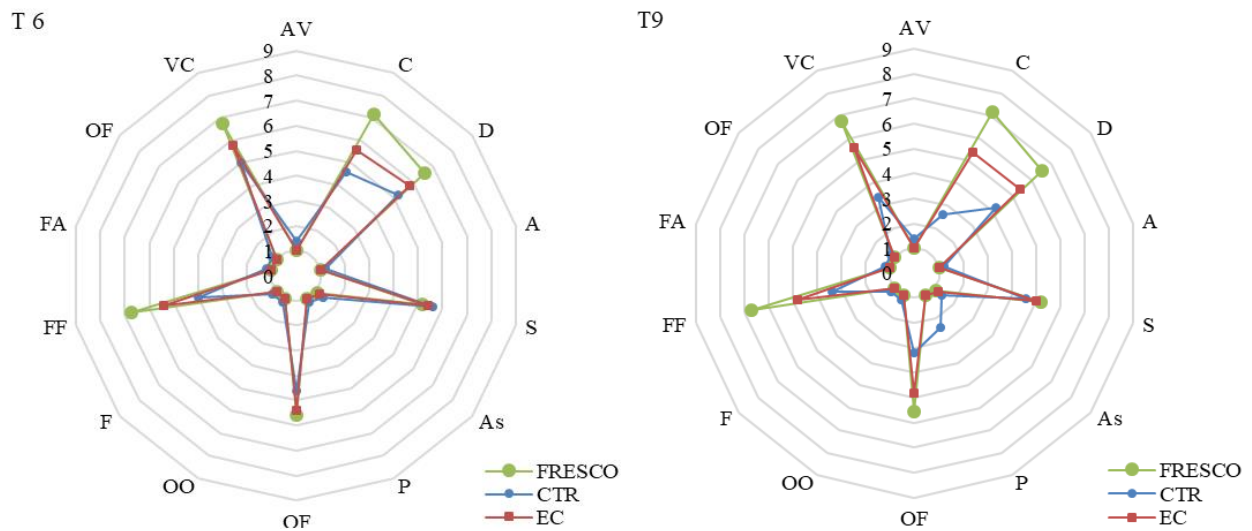 T 6
AV
C
D
A
S
As
P
OF
OO
F
FF
FA
OF
VC
9
8
7
6
5
4
3
2
1
0
FRESCO
CTR
EC
T9
AV
C
D
A
S
As
P
OF
OO
F
FF
FA
OF
VC
9
8
7
6
5
4
3
2
1
0
FRESCO
CTR
EC